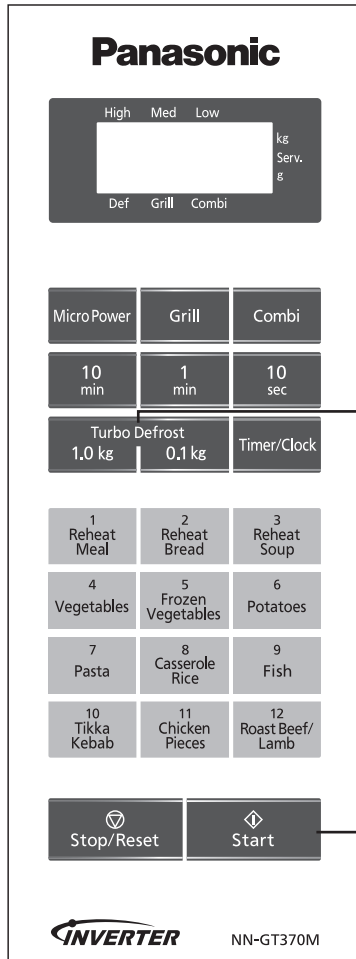 Panasonic
High Med Low
kg
Serv.
g
Def Grill Combi
Micro Power Grill Combi
10 min
1 min
10 sec
Turbo Defrost
1.0 kg 0.1 kg
Timer/Clock
1
Reheat
Meal
2
Reheat
Bread
3
Reheat
Soup
4
Vegetables
5
Frozen
Vegetables
6
Potatoes
7
Pasta
8
Casserole
Rice
9
Fish
10
Tikka
Kebab
11
Chicken
Pieces
12
Roast Beef/
Lamb
Stop/Reset
Start
INVERTER NN-GT370M